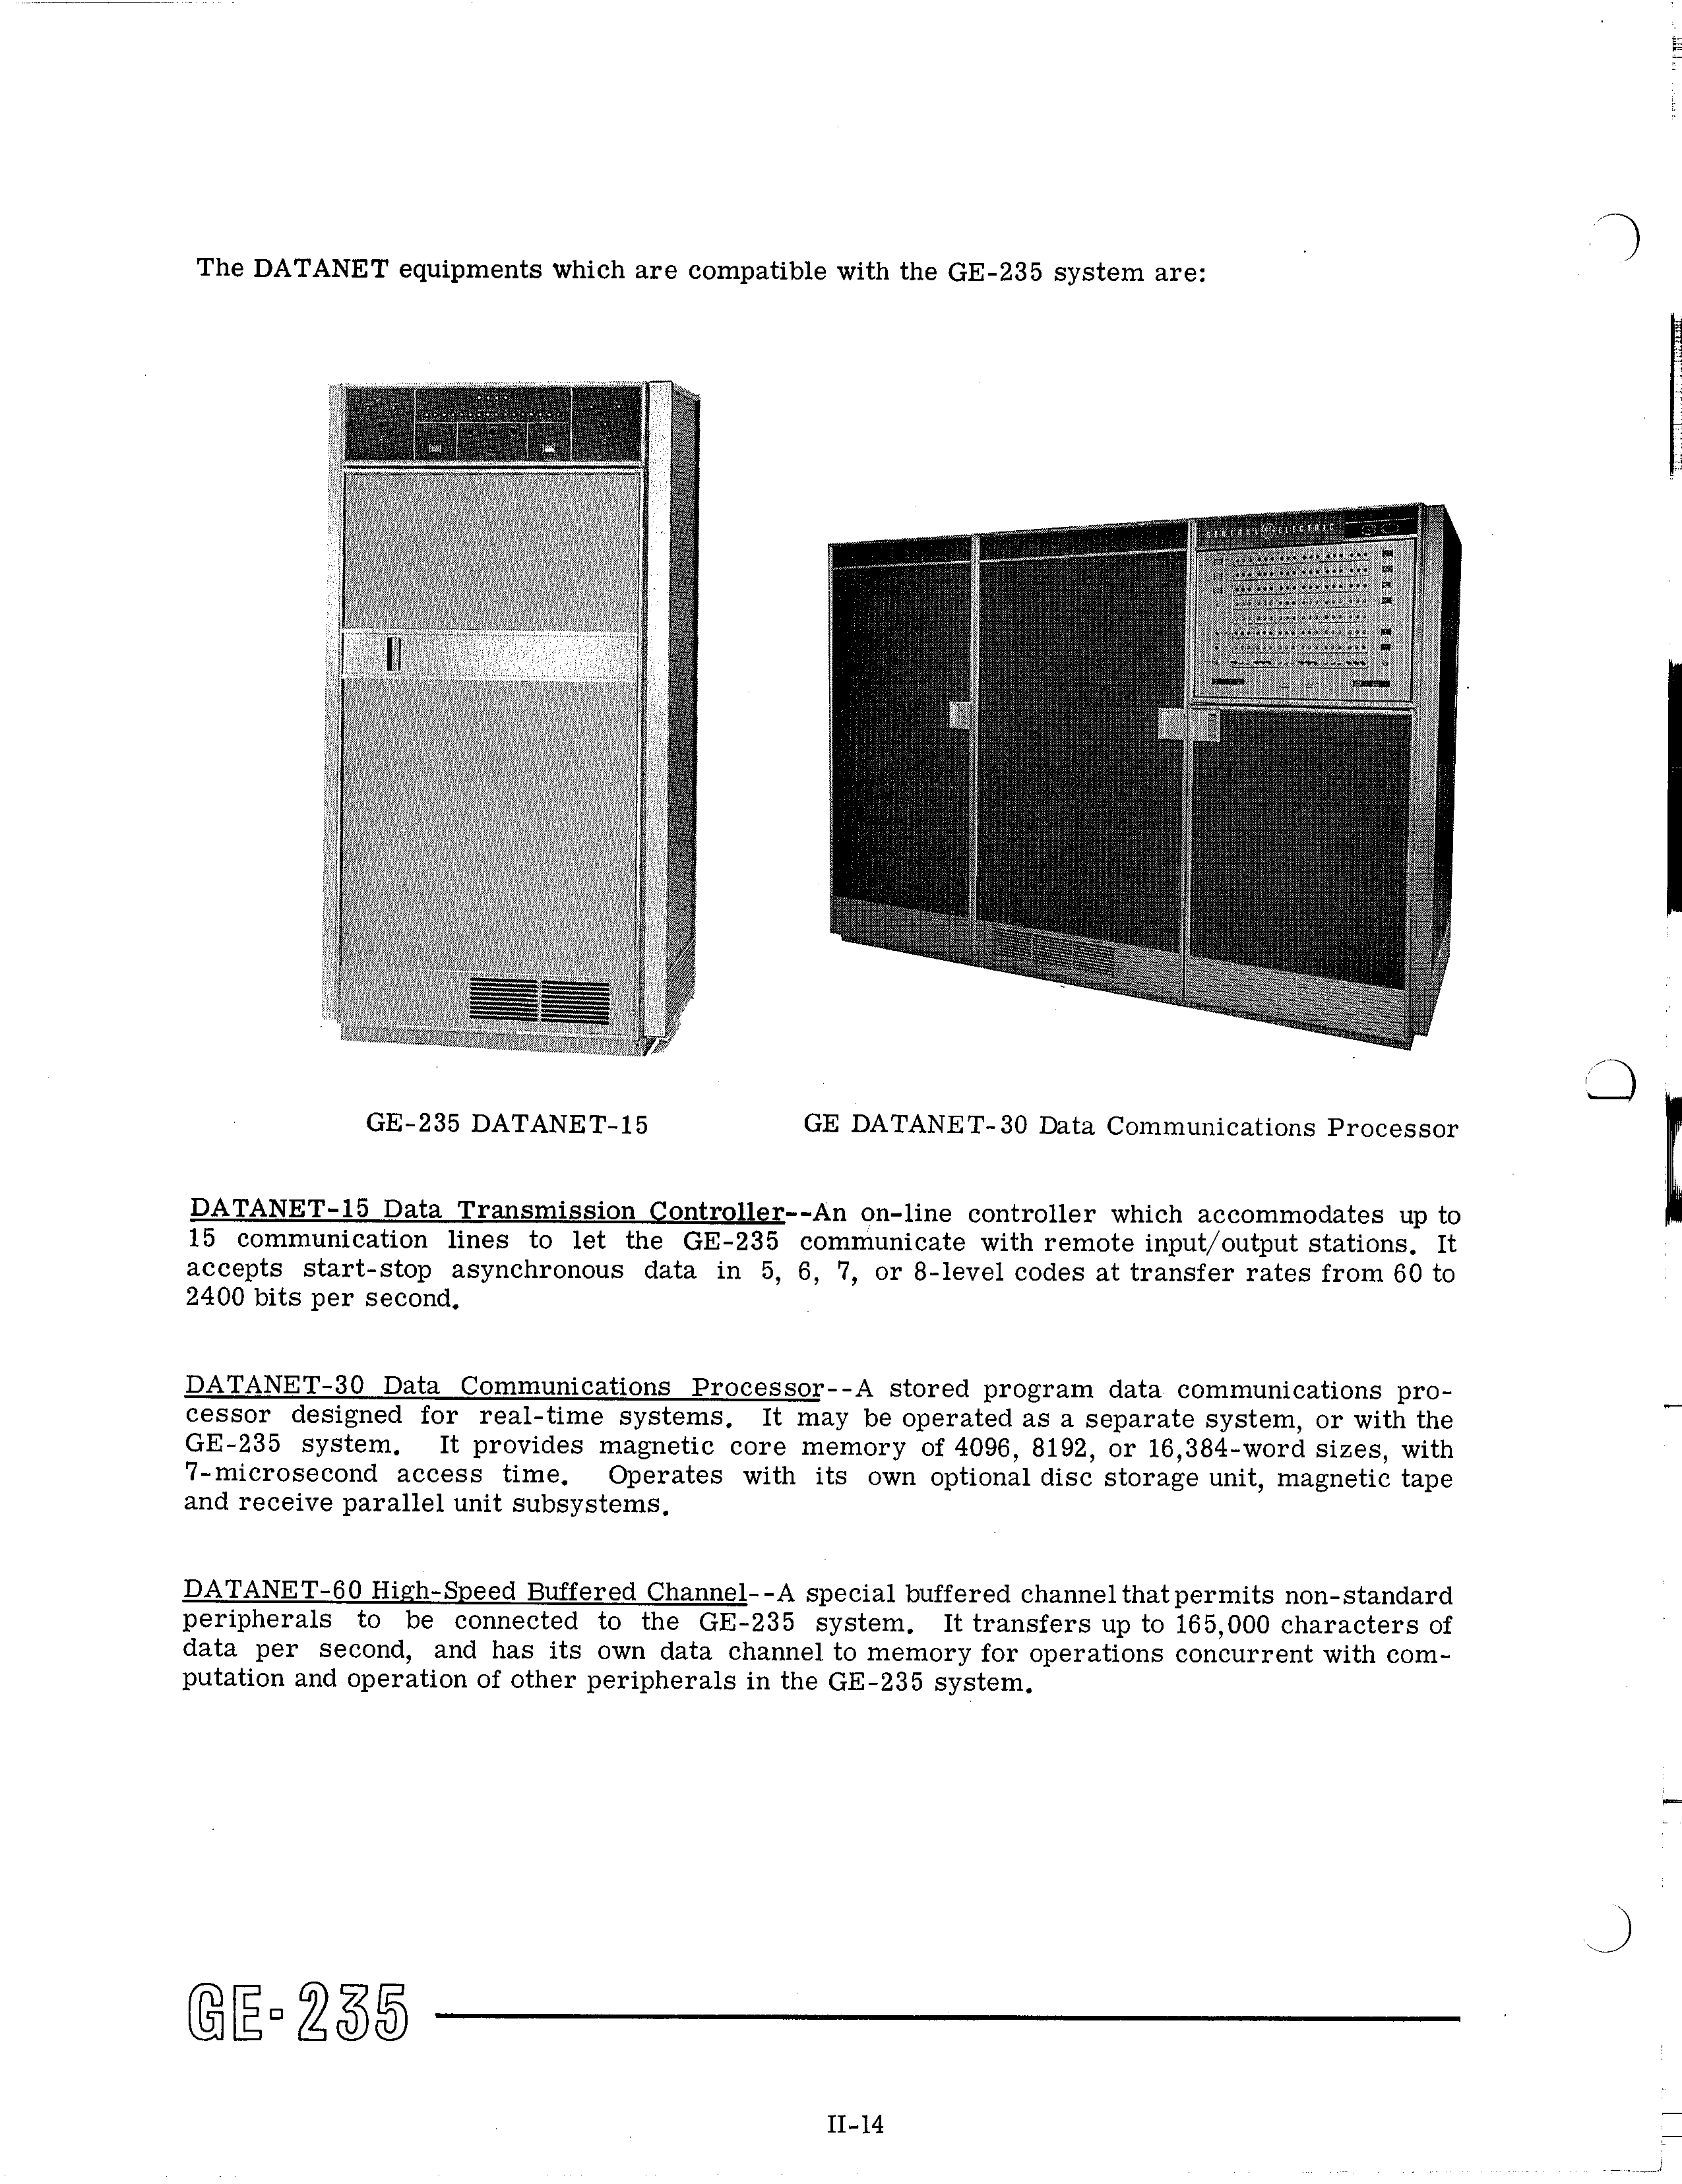 The DATANET equipments which are compatible with the GE-235 system are:
GENERAL ELECTRIC
GE-235 DATANET-15
GE DATANET-30 Data Communications Processor
DATANET-15 Data Transmission Controller--An on-line controller which accommodates up to
15 communication lines to let the GE-235 communicate with remote input/output stations. It
accepts start-stop asynchronous data in 5, 6, 7, or 8-level codes at transfer rates from 60 to
2400 bits per second.
DATANET-30 Data Communications Processor--A stored program data communications pro-
cessor designed for real-time systems. It may be operated as a separate system, or with the
GE-235 system. It provides magnetic core memory of 4096, 8192, or 16,384-word sizes, with
7-microsecond access time. Operates with its own optional disc storage unit, magnetic tape
and receive parallel unit subsystems.
DATANET-60 High-Speed Buffered Channel--A special buffered channel that permits non-standard
peripherals to be connected to the GE-235 system. It transfers up to 165,000 characters of
data per second, and has its own data channel to memory for operations concurrent with com-
putation and operation of other peripherals in the GE-235 system.
GE-235
II-14